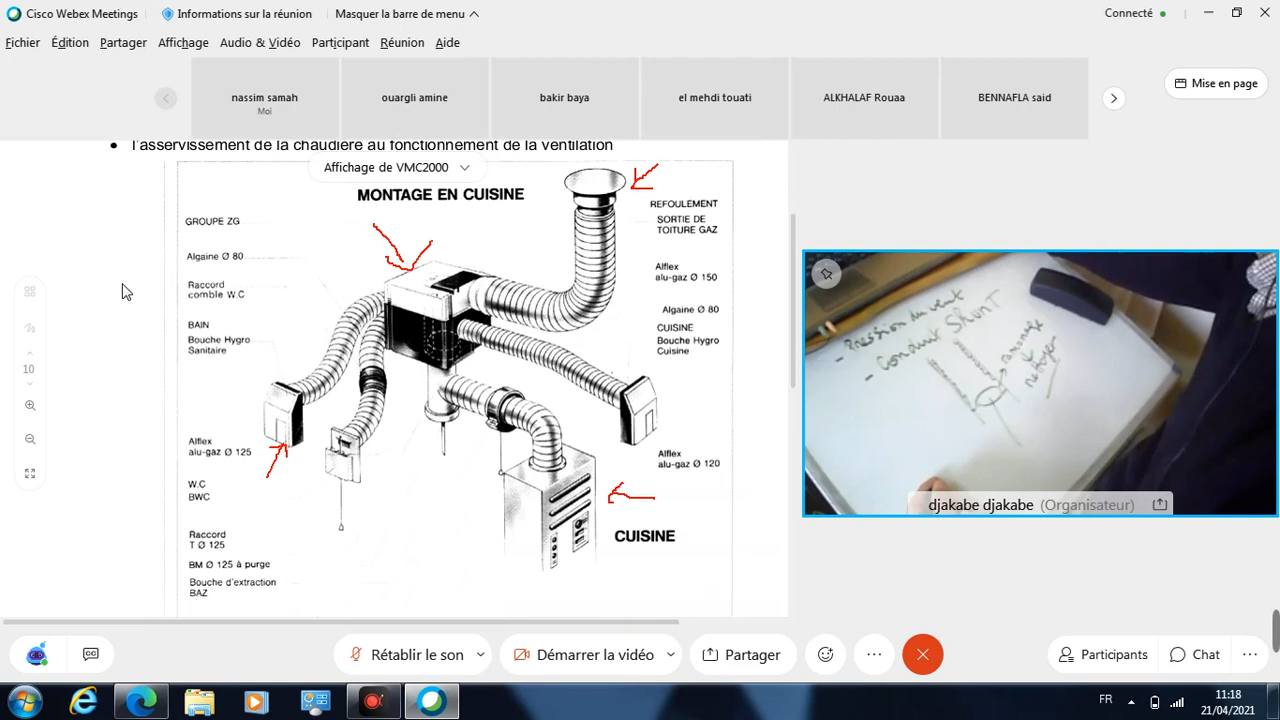 Cisco Webex Meetings
Informations sur la réunion
Masquer la barre de menu
Connecté
Fichier Édition Partager Affichage Audio & Vidéo Participant Réunion Aide
nassim samah
Moi
ouargli amine
bakir baya
el mehdi touati
ALKHALAF Rouaa
BENNAFLA said
Mise en page
l'asservissement de la chaudière au fonctionnement de la ventilation
Affichage de VMC2000
MONTAGE EN CUISINE
GROUPE ZG
Algaine Ø 80
Raccord
comble W.C
BAIN
Bouche Hygro
Sanitaire
Alflex
alu-gaz Ø 125
W.C
BWC
Raccord
T Ø 125
BM Ø 125 à purge
Bouche d'extraction
BAZ
REFOULEMENT
SORTIE DE
TOITURE GAZ
Alflex
alu-gaz Ø 150
Algaine Ø 80
CUISINE
Bouche Hygro
Cuisine
Alflex
alu-gaz Ø 120
CUISINE
10
- Pression du vent
- Conduit Shunt
ramonage
nettoyer
djakabe djakabe (Organisateur)
Rétablir le son
Démarrer la vidéo
Partager
Participants
Chat
CC
FR
11:18
21/04/2021